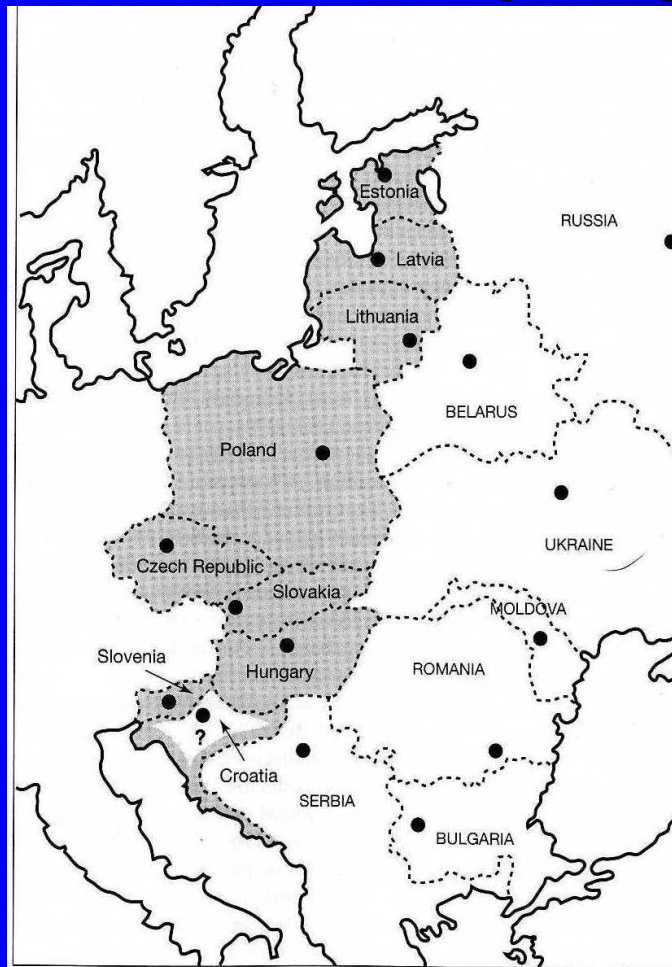 Estonia
RUSSIA
Latvia
Lithuania
BELARUS
Poland
UKRAINE
Czech Republic
Slovakia
MOLDOVA
Slovenia
Hungary
ROMANIA
?
Croatia
SERBIA
BULGARIA